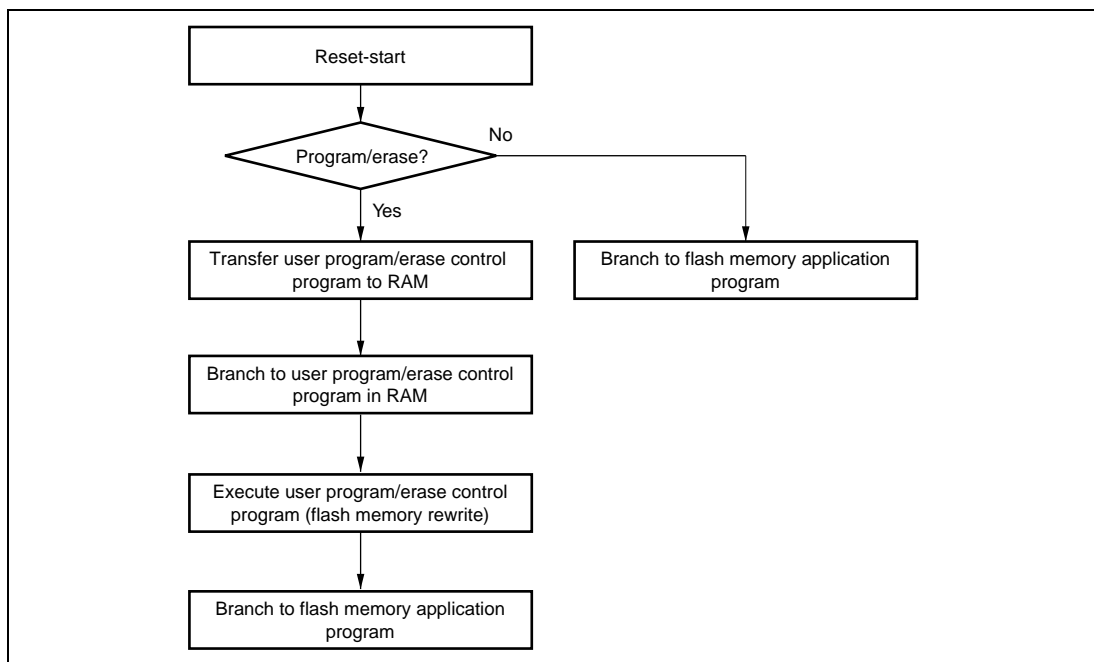 Reset-start
No
Program/erase?
Yes
Transfer user program/erase control
program to RAM
Branch to flash memory application
program
Branch to user program/erase control
program in RAM
Execute user program/erase control
program (flash memory rewrite)
Branch to flash memory application
program